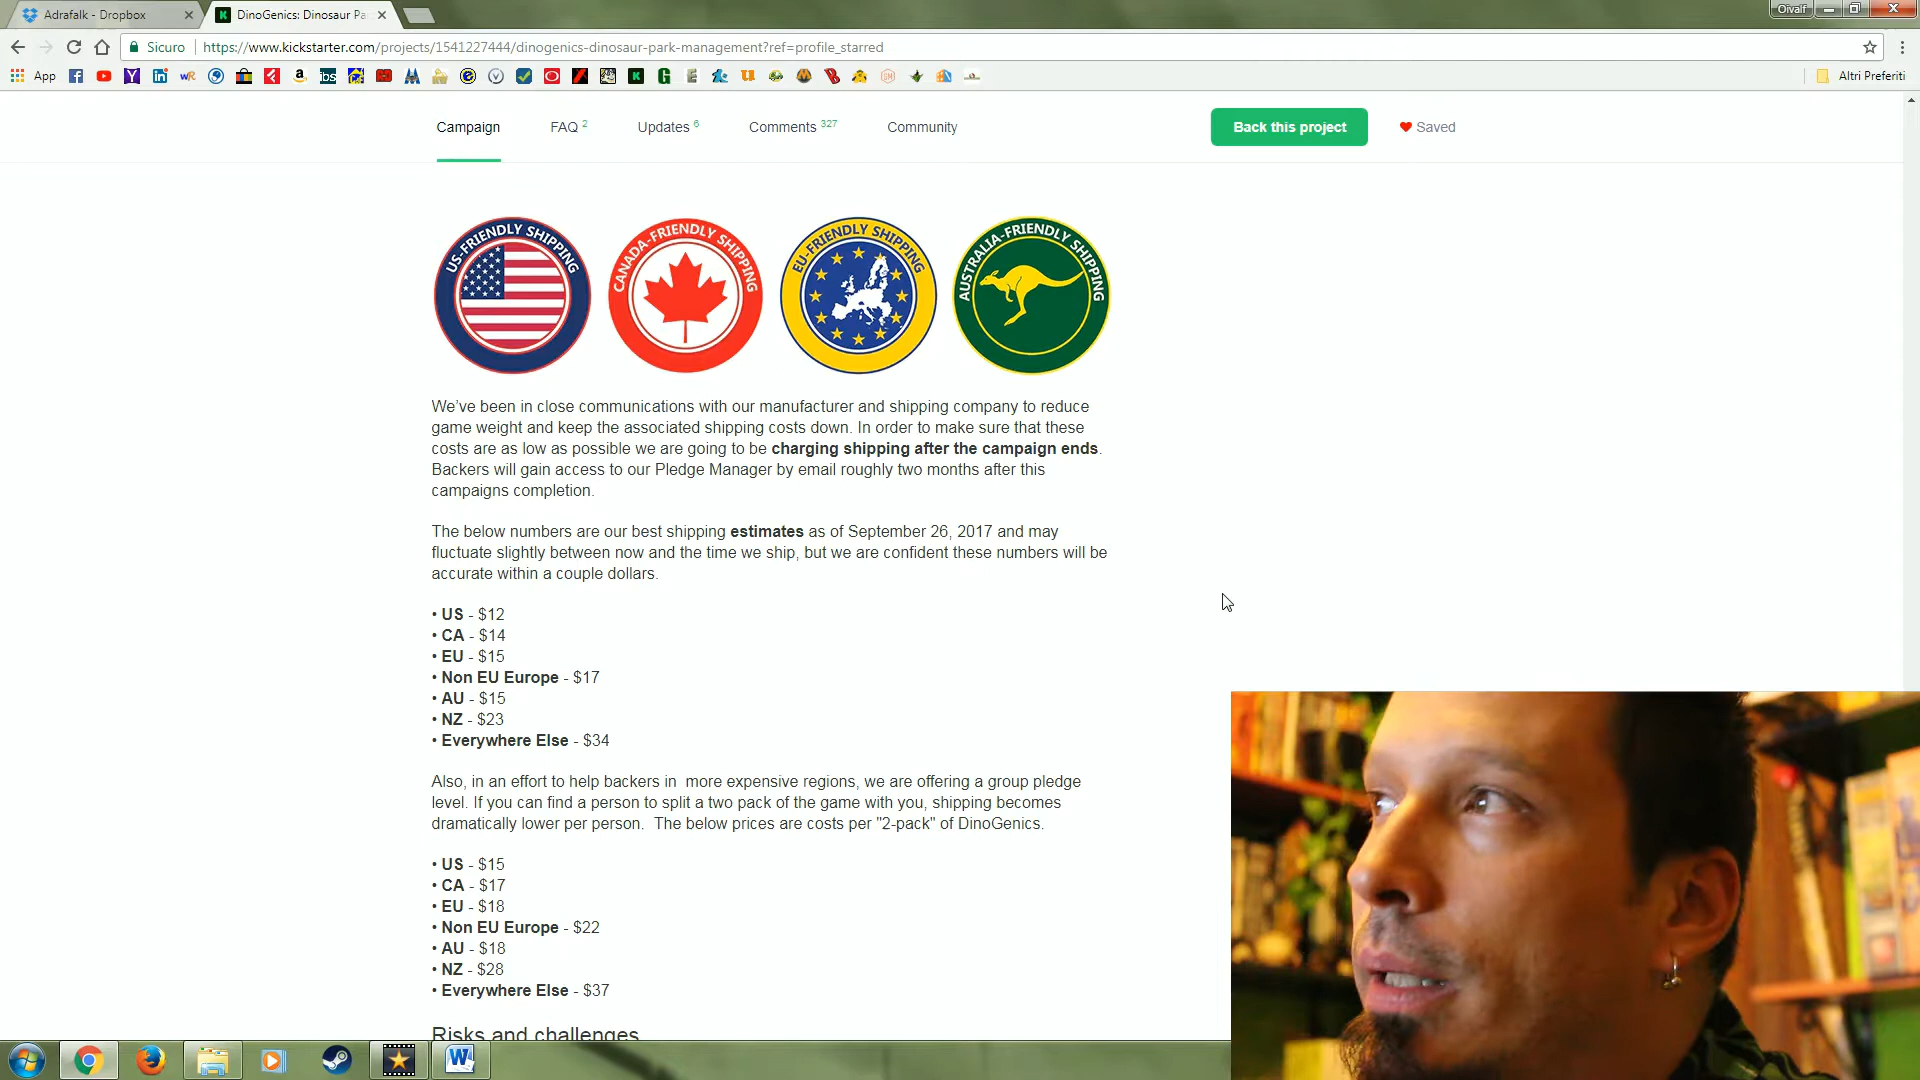 Adrafalk - Dropbox
DinoGenics: Dinosaur Pa
Oivalf
Sicuro
https://www.kickstarter.com/projects/1541227444/dinogenics-dinosaur-park-management?ref=profile_starred
App
Altri Preferiti
Campaign
FAQ 2
Updates 6
Comments 327
Community
Back this project
Saved
US-FRIENDLY SHIPPING
CANADA-FRIENDLY SHIPPING
EU-FRIENDLY SHIPPING
AUSTRALIA-FRIENDLY SHIPPING
We’ve been in close communications with our manufacturer and shipping company to reduce
game weight and keep the associated shipping costs down. In order to make sure that these
costs are as low as possible we are going to be charging shipping after the campaign ends.
Backers will gain access to our Pledge Manager by email roughly two months after this
campaigns completion.
The below numbers are our best shipping estimates as of September 26, 2017 and may
fluctuate slightly between now and the time we ship, but we are confident these numbers will be
accurate within a couple dollars.
• US - $12
• CA - $14
• EU - $15
• Non EU Europe - $17
• AU - $15
• NZ - $23
• Everywhere Else - $34
Also, in an effort to help backers in  more expensive regions, we are offering a group pledge
level. If you can find a person to split a two pack of the game with you, shipping becomes
dramatically lower per person.  The below prices are costs per "2-pack" of DinoGenics.
• US - $15
• CA - $17
• EU - $18
• Non EU Europe - $22
• AU - $18
• NZ - $28
• Everywhere Else - $37
Risks and challenges